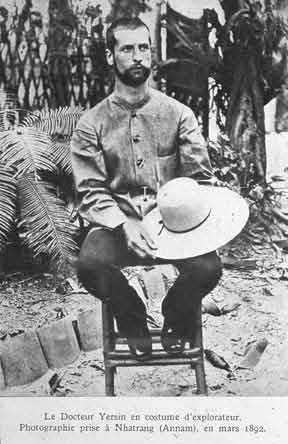 Le Docteur Yersin en costume d'explorateur.
Photographie prise à Nhatrang (Annam), en mars 1892.